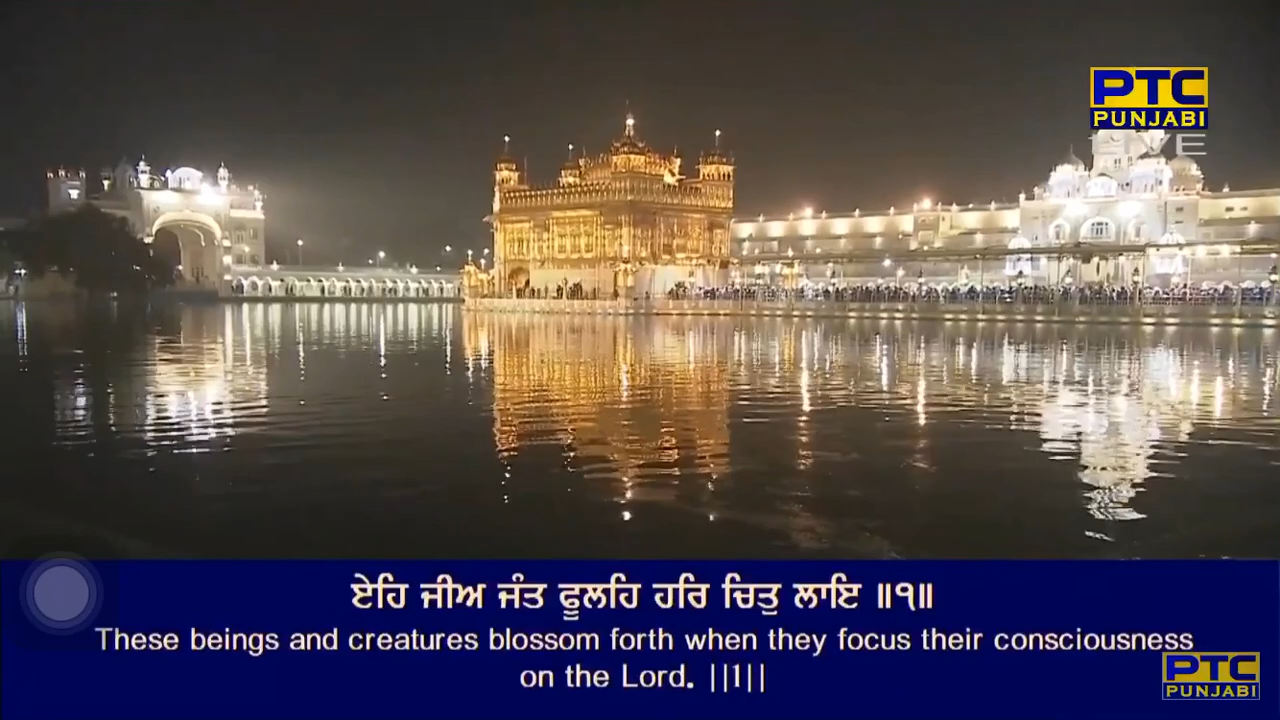 PTC
PUNJABI
LIVE
ਏਹਿ ਜੀਅ ਜੰਤ ਫੂਲਹਿ ਹਰਿ ਚਿਤੁ ਲਾਇ ॥੧॥
These beings and creatures blossom forth when they focus their consciousness
on the Lord. ||1||
PTC
PUNJABI